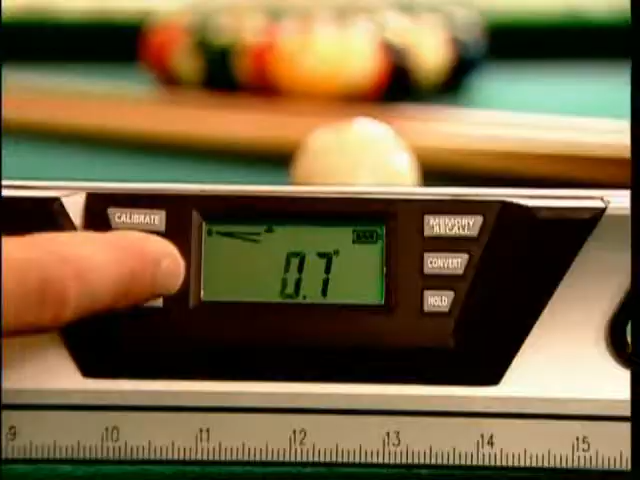 CALIBRATE
0.7°
MEMORY
RECALL
CONVERT
HOLD
9 10 11 12 13 14 15